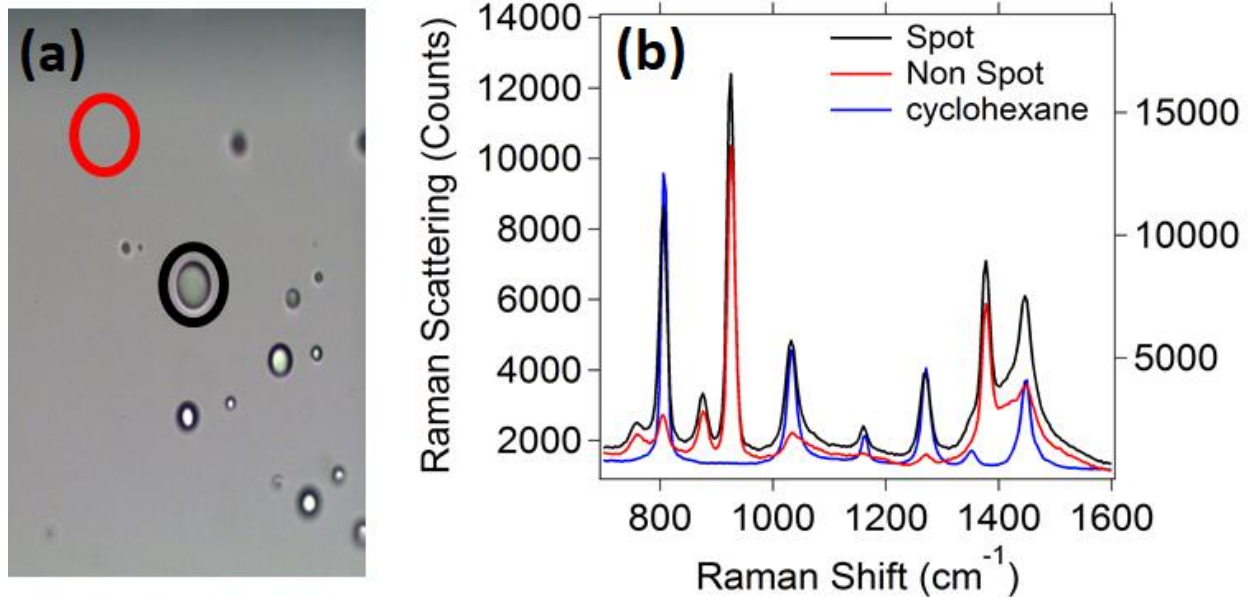 (a)
(b)
Spot
Non Spot
cyclohexane
Raman Scattering (Counts)
14000
12000
10000
8000
6000
4000
2000
15000
10000
5000
800
1000
1200
1400
1600
Raman Shift (cm⁻¹)